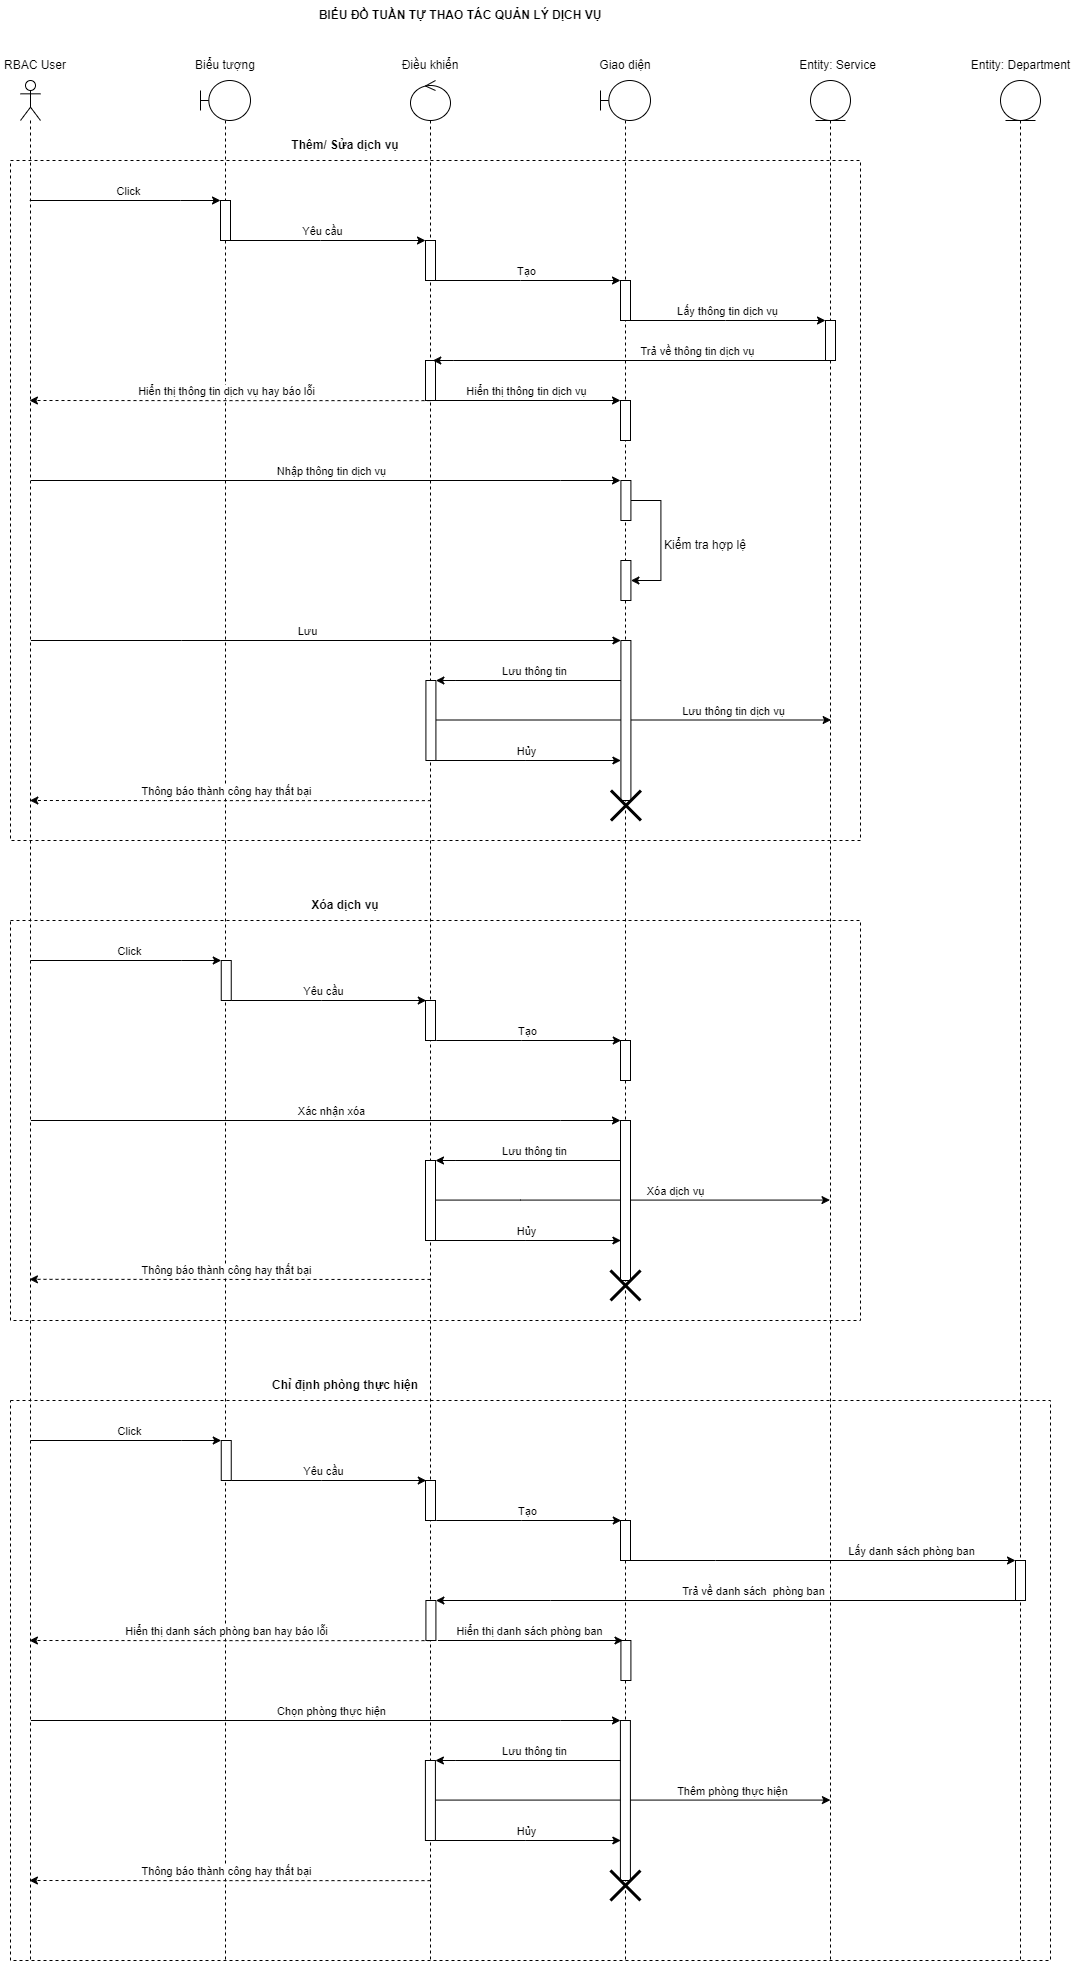 BIỂU ĐỒ TUẦN TỰ THAO TÁC QUẢN LÝ DỊCH VỤ
RBAC User
Biểu tượng
Điều khiển
Giao diện
Entity: Service
Entity: Department
Thêm/ Sửa dịch vụ
Click
Yêu cầu
Tạo
Lấy thông tin dịch vụ
Trả về thông tin dịch vụ
Hiển thị thông tin dịch vụ hay báo lỗi
Hiển thị thông tin dịch vụ
Nhập thông tin dịch vụ
Kiểm tra hợp lệ
Lưu
Lưu thông tin
Lưu thông tin dịch vụ
Hủy
Thông báo thành công hay thất bại
Xóa dịch vụ
Click
Yêu cầu
Tạo
Xác nhận xóa
Lưu thông tin
Xóa dịch vụ
Hủy
Thông báo thành công hay thất bại
Chỉ định phòng thực hiện
Click
Yêu cầu
Tạo
Lấy danh sách phòng ban
Trả về danh sách phòng ban
Hiển thị danh sách phòng ban hay báo lỗi
Hiển thị danh sách phòng ban
Chọn phòng thực hiện
Lưu thông tin
Thêm phòng thực hiện
Hủy
Thông báo thành công hay thất bại